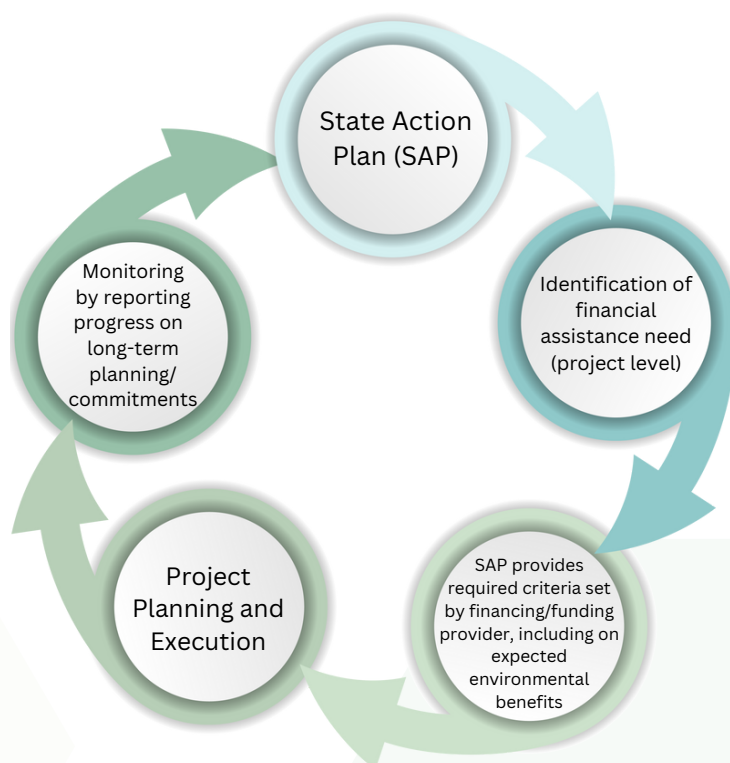 State Action
Plan (SAP)
Identification of
financial
assistance need
(project level)
SAP provides
required criteria set
by financing/funding
provider, including on
expected
environmental
benefits
Project
Planning and
Execution
Monitoring
by reporting
progress on
long-term
planning/
commitments